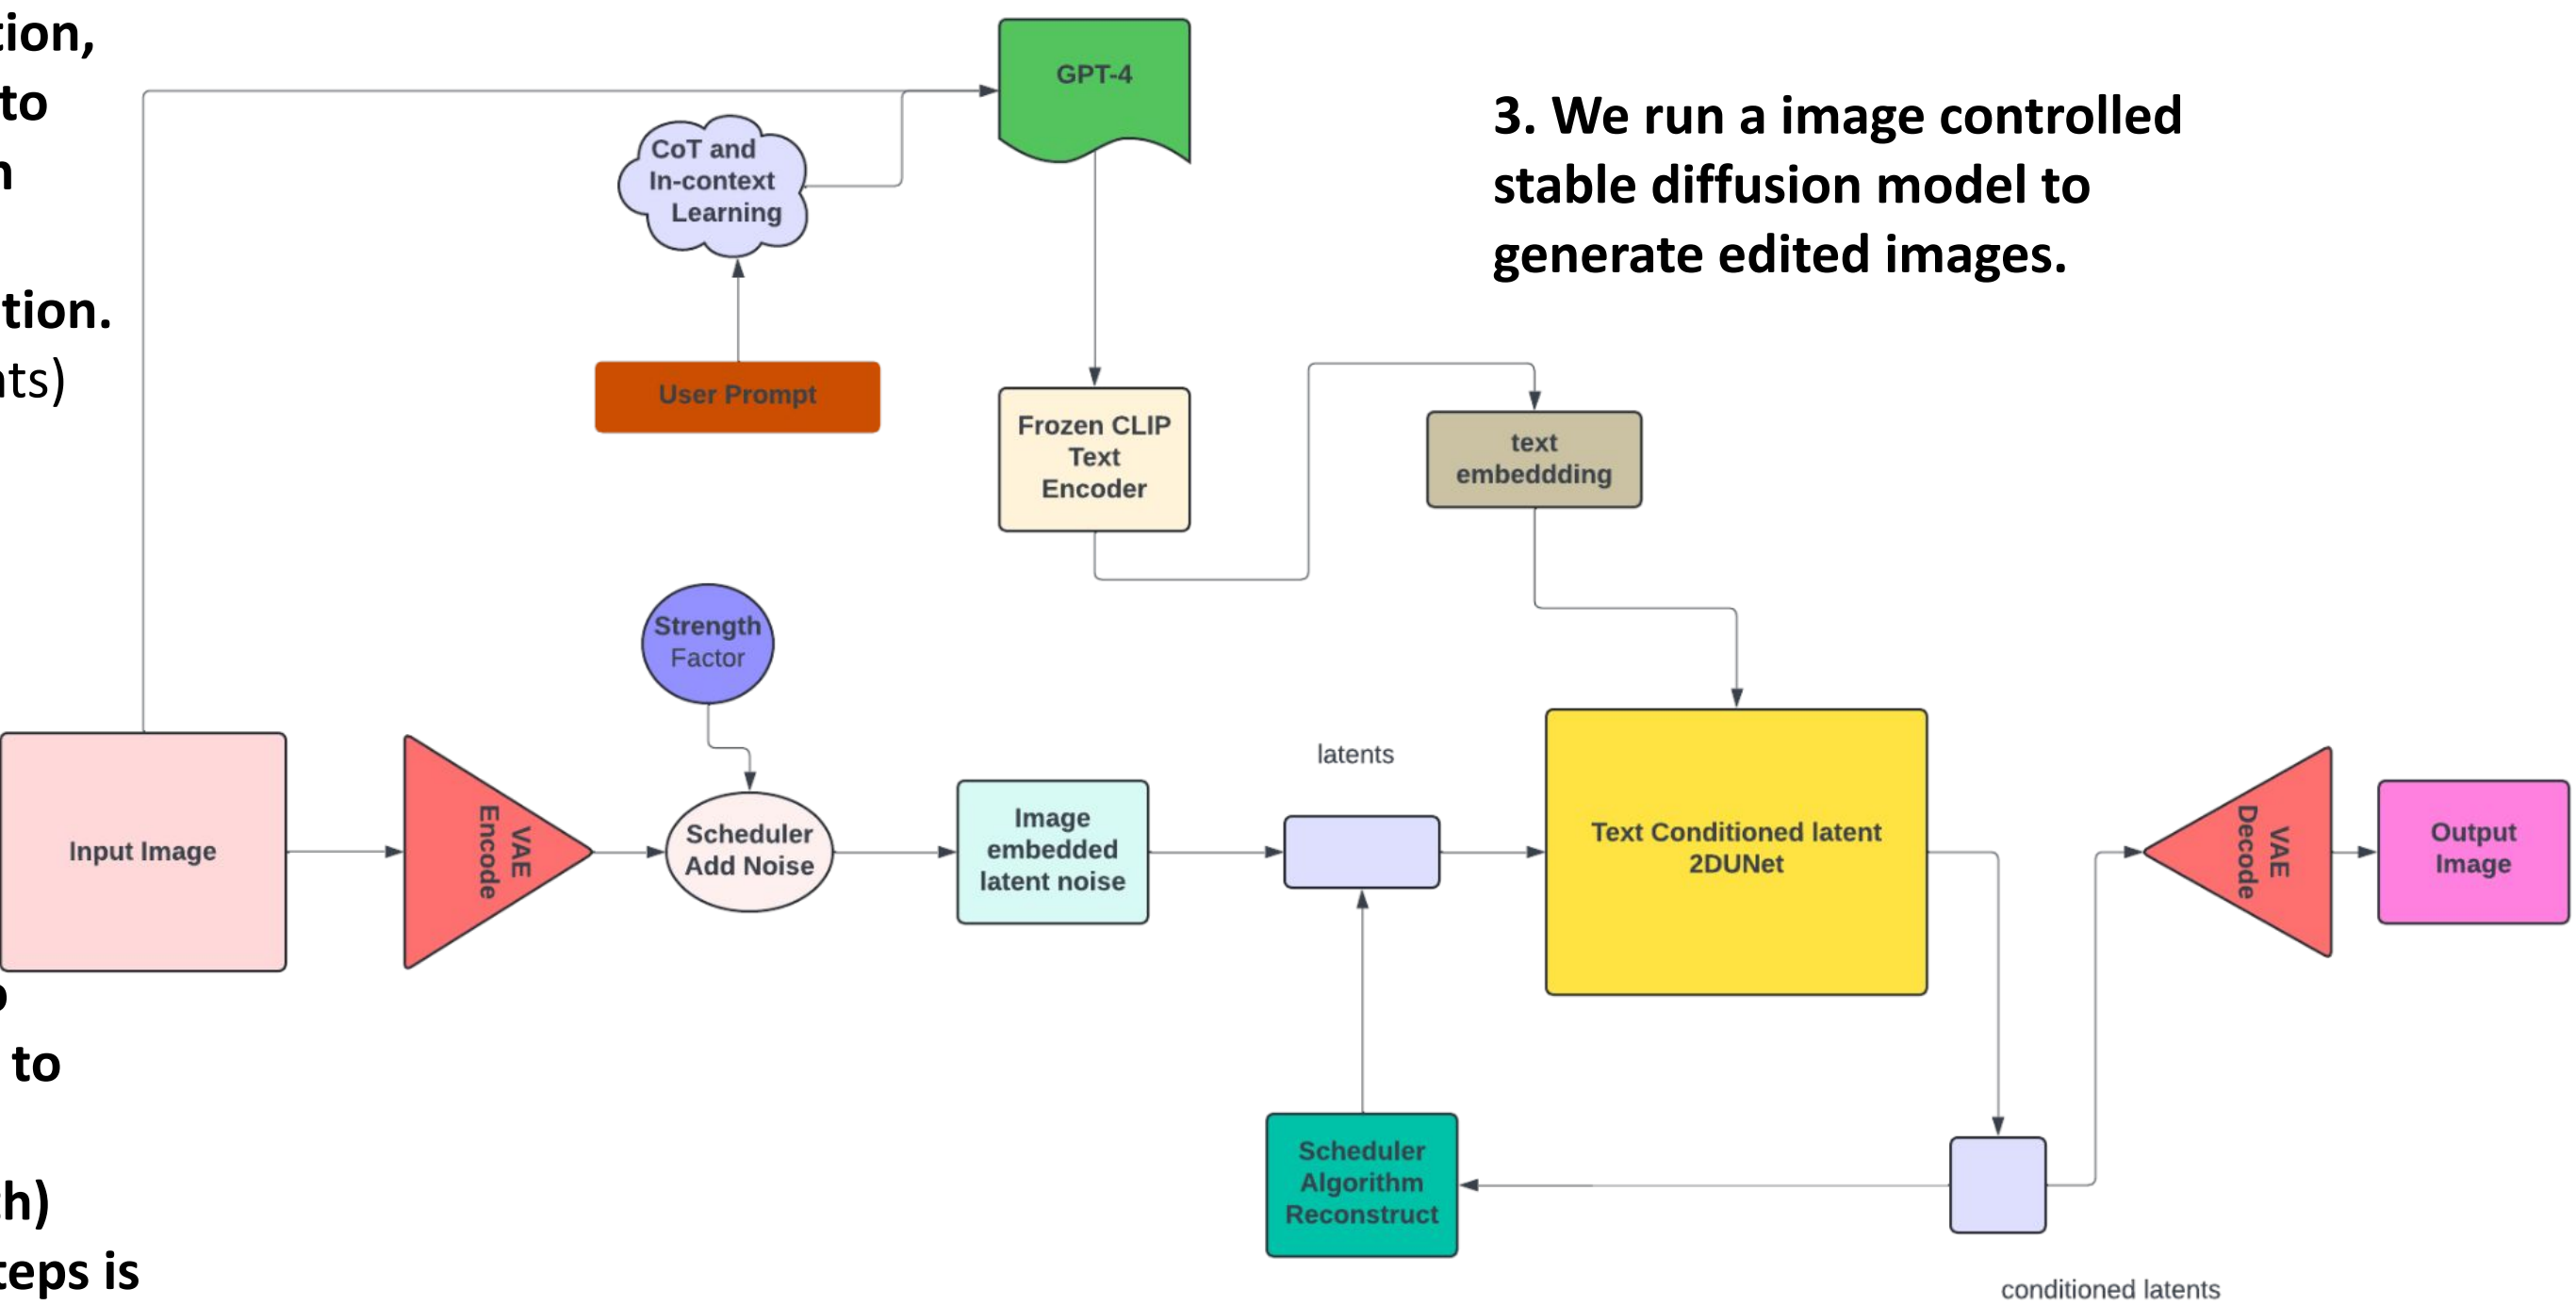 tion,
to
n
tion.
nts)
GPT-4
CoT and
In-context
Learning
User Prompt
3. We run a image controlled
stable diffusion model to
generate edited images.
Frozen CLIP
Text
Encoder
text
embeddding
Strength
Factor
Input Image
VAE
Encode
Scheduler
Add Noise
Image
embedded
latent noise
latents
Text Conditioned latent
2DUNet
VAE
Decode
Output
Image
to
th)
teps is
Scheduler
Algorithm
Reconstruct
conditioned latents